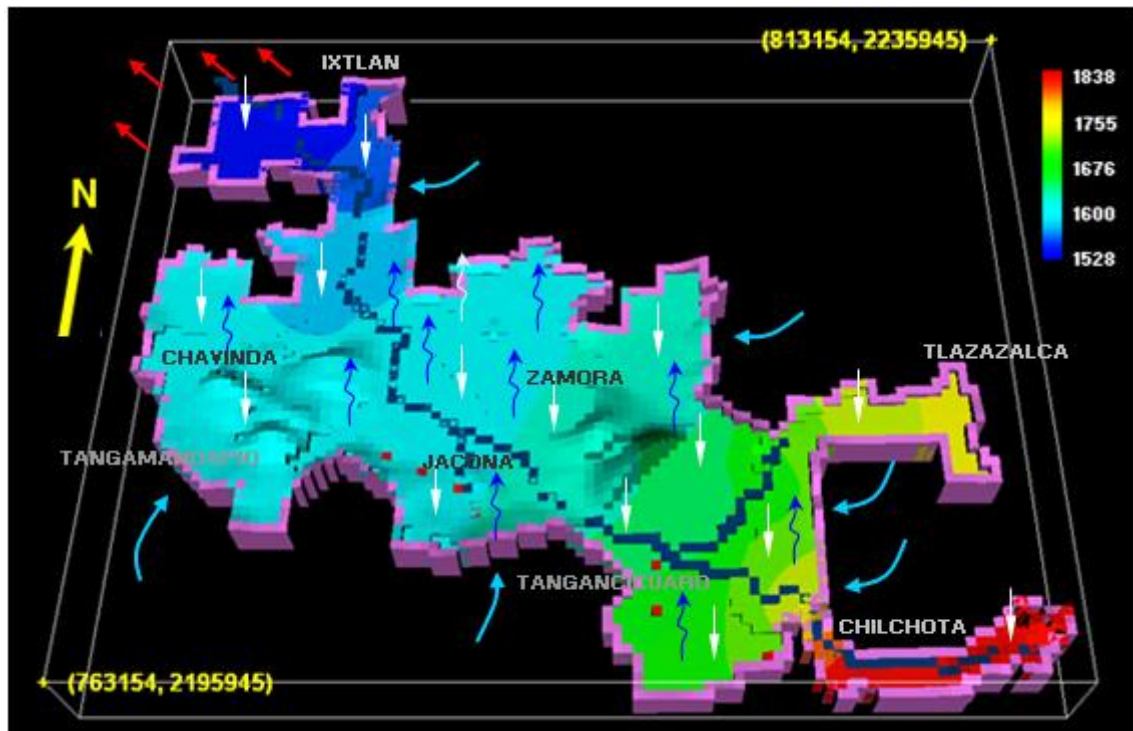 (813154, 2235945)
IXTLAN
1838
1755
1676
1600
1528
N
CHAVINDA
ZAMORA
TLAZAZALCA
JACONA
CHILCHOTA
(763154, 2195945)